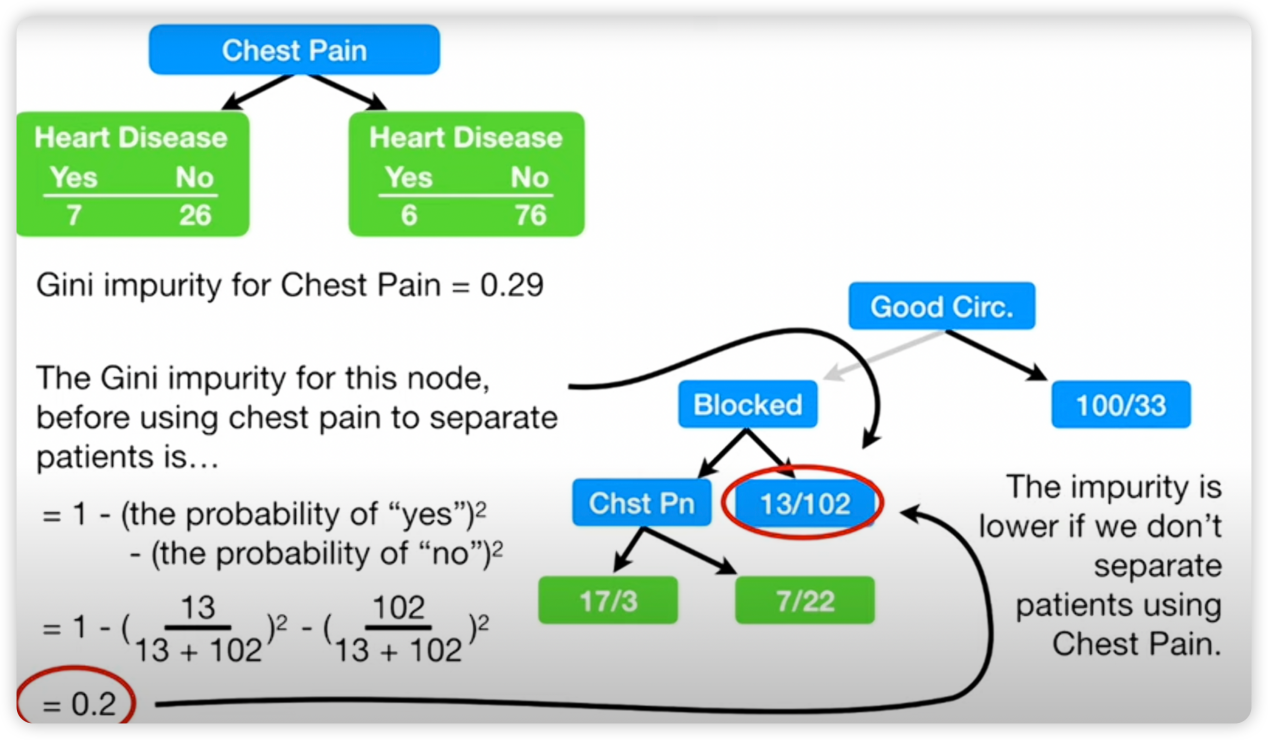 Chest Pain
Heart Disease
Yes No
7 26
Heart Disease
Yes No
6 76
Gini impurity for Chest Pain = 0.29
The Gini impurity for this node,
before using chest pain to separate
patients is…
= 1 - (the probability of “yes”)²
- (the probability of “no”)²
= 1 - (13 / 13 + 102)² - (102 / 13 + 102)²
= 0.2
Good Circ.
Blocked
100/33
Chst Pn
13/102
17/3
7/22
The impurity is
lower if we don’t
separate
patients using
Chest Pain.